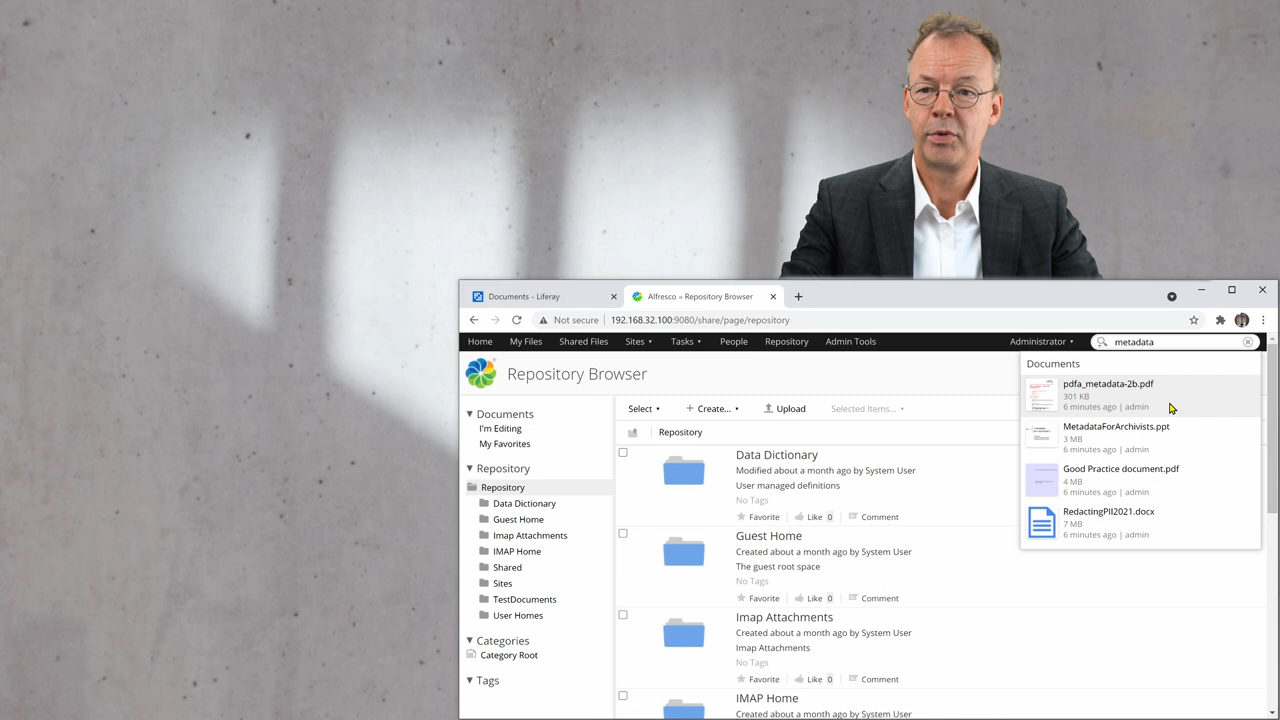 Documents - Liferay
Alfresco » Repository Browser
Not secure
192.168.32.100:9080/share/page/repository
Home My Files Shared Files Sites Tasks People Repository Admin Tools Administrator
metadata
Repository Browser
Documents
I'm Editing
My Favorites
Repository
Repository
Data Dictionary
Guest Home
Imap Attachments
IMAP Home
Shared
Sites
TestDocuments
User Homes
Categories
Category Root
Tags
Select Create... Upload Selected Items...
Repository
Data Dictionary
Modified about a month ago by System User
User managed definitions
No Tags
Favorite Like 0 Comment
Guest Home
Created about a month ago by System User
The guest root space
No Tags
Favorite Like 0 Comment
Imap Attachments
Created about a month ago by System User
Imap Attachments
No Tags
Favorite Like 0 Comment
IMAP Home
Created about a month ago by System User
Documents
pdfa_metadata-2b.pdf
301 KB
6 minutes ago | admin
MetadataForArchivists.ppt
3 MB
6 minutes ago | admin
Good Practice document.pdf
4 MB
6 minutes ago | admin
RedactingPII2021.docx
7 MB
6 minutes ago | admin